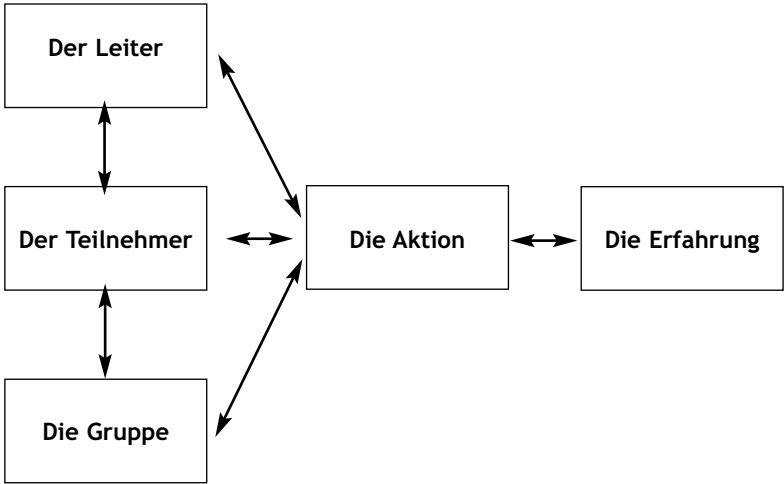 Der Leiter
Der Teilnehmer
Die Aktion
Die Erfahrung
Die Gruppe